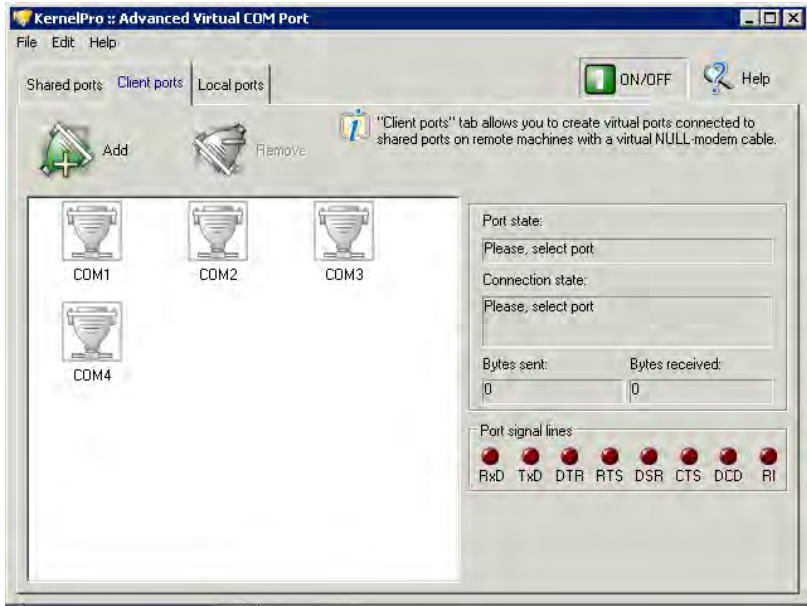 KernelPro :: Advanced Virtual COM Port
File Edit Help
Shared ports Client ports Local ports
ON/OFF Help
Add Remove
"Client ports" tab allows you to create virtual ports connected to
shared ports on remote machines with a virtual NULL-modem cable.
COM1 COM2 COM3
COM4
Port state:
Please, select port
Connection state:
Please, select port
Bytes sent: Bytes received:
0 0
Port signal lines
RxD TxD DTR RTS DSR CTS DCD RI